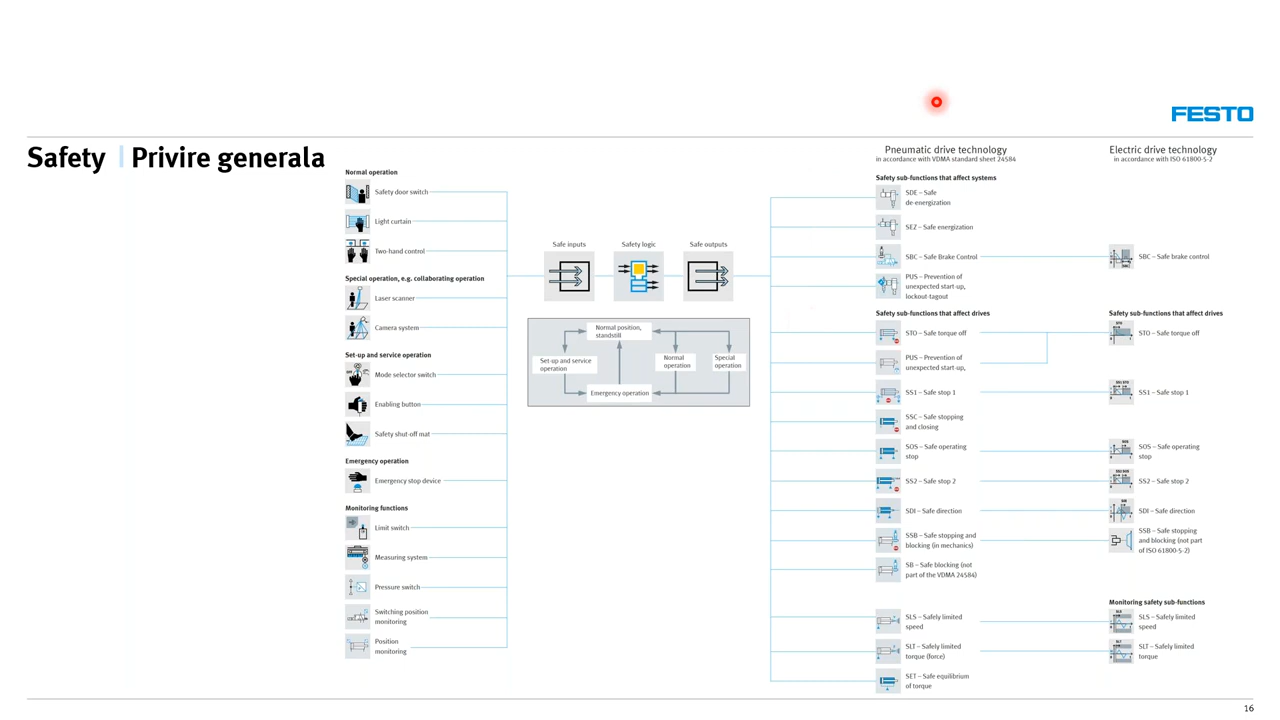 FESTO
Safety | Privire generala
Normal operation
Safety door switch
Light curtain
Two-hand control
Special operation, e.g. collaborating operation
Laser scanner
Camera system
Set-up and service operation
Mode selector switch
Enabling button
Safety shut-off mat
Emergency operation
Emergency stop device
Monitoring functions
Limit switch
Measuring system
Pressure switch
Switching position
monitoring
Position
monitoring
Safe inputs
Safety logic
Safe outputs
Normal position,
standstill
Set-up and service
operation
Normal
operation
Special
operation
Emergency operation
Pneumatic drive technology
in accordance with VDMA standard sheet 24584
Safety sub-functions that affect systems
SDE – Safe
de-energization
SEZ – Safe energization
SBC – Safe Brake Control
PUS – Prevention of
unexpected start-up,
lockout-tagout
Safety sub-functions that affect drives
STO – Safe torque off
PUS – Prevention of
unexpected start-up,
SS1 – Safe stop 1
SSC – Safe stopping
and closing
SOS – Safe operating
stop
SS2 – Safe stop 2
SDI – Safe direction
SSB – Safe stopping and
blocking (in mechanics)
SB – Safe blocking (not
part of the VDMA 24584)
SLS – Safely limited
speed
SLT – Safely limited
torque (force)
SET – Safe equilibrium
of torque
Electric drive technology
in accordance with ISO 61800-5-2
SBC – Safe brake control
Safety sub-functions that affect drives
STO – Safe torque off
SS1 – Safe stop 1
SOS – Safe operating
stop
SS2 – Safe stop 2
SDI – Safe direction
SSB – Safe stopping
and blocking (not part
of ISO 61800-5-2)
Monitoring safety sub-functions
SLS – Safely limited
speed
SLT – Safely limited
torque
16